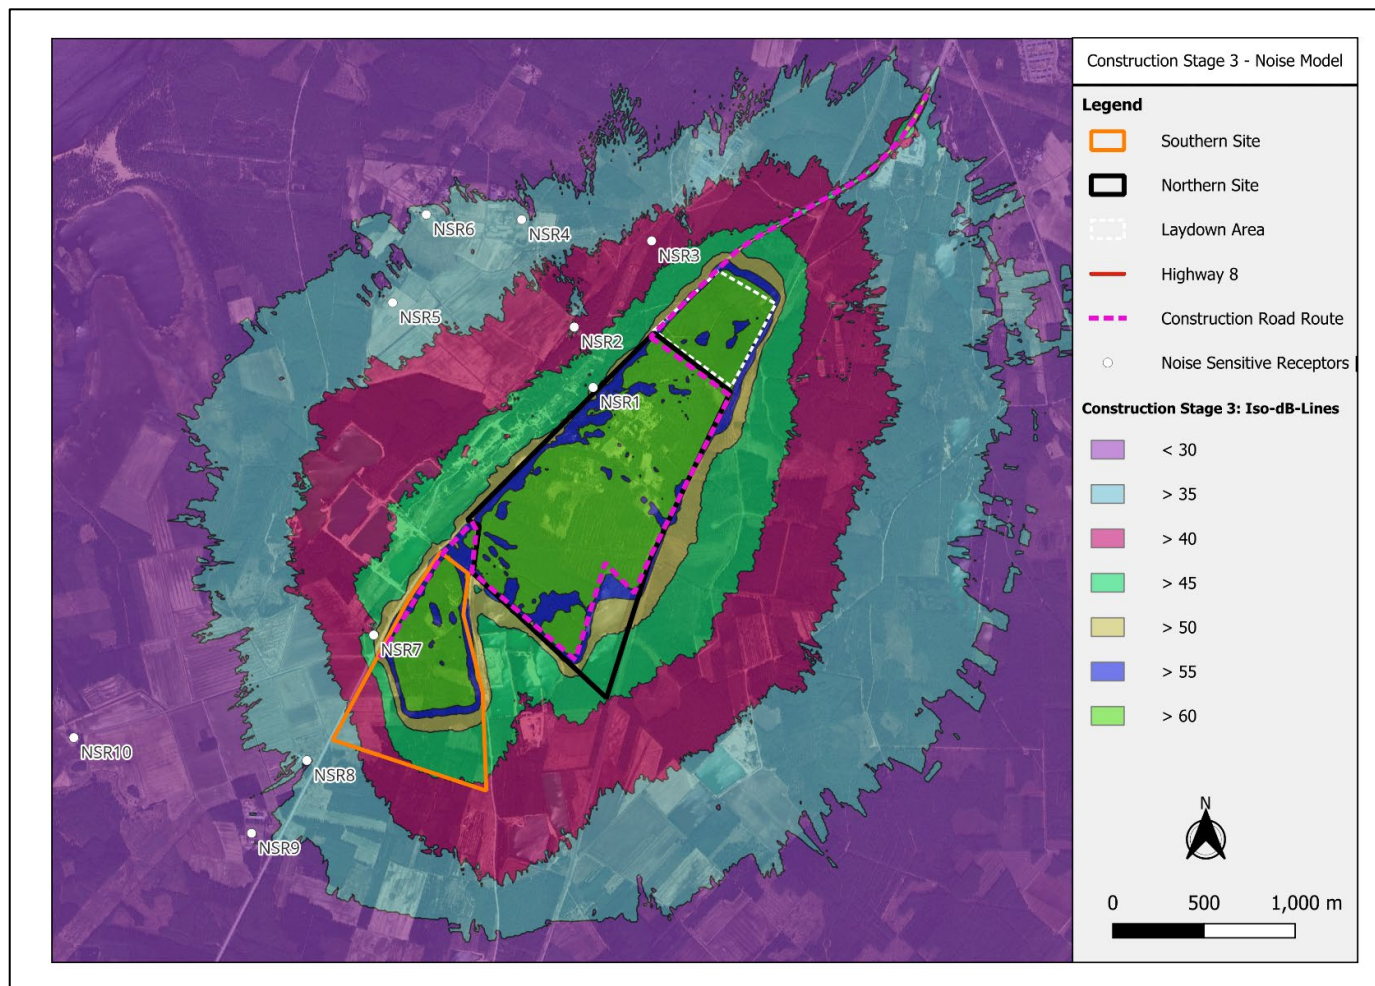 Construction Stage 3 - Noise Model
Legend
Southern Site
Northern Site
Laydown Area
Highway 8
Construction Road Route
Noise Sensitive Receptors |
Construction Stage 3: Iso-dB-Lines
< 30
> 35
> 40
> 45
> 50
> 55
> 60
N
0 500 1,000 m
NSR6
NSR4
NSR3
NSR5
NSR2
NSR1
NSR7
NSR10
NSR8
NSR9